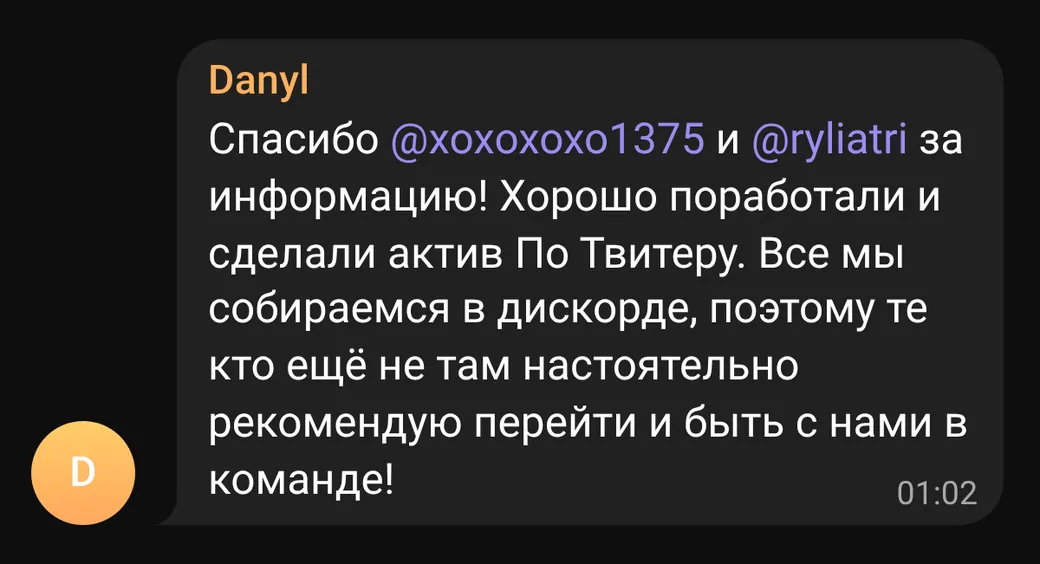 Danyl
Спасибо @xoxoxoxo1375 и @ryliatri за
информацию! Хорошо поработали и
сделали актив По Твитеру. Все мы
собираемся в дискорде, поэтому те
кто ещё не там настоятельно
рекомендую перейти и быть с нами в
команде!
D
01:02